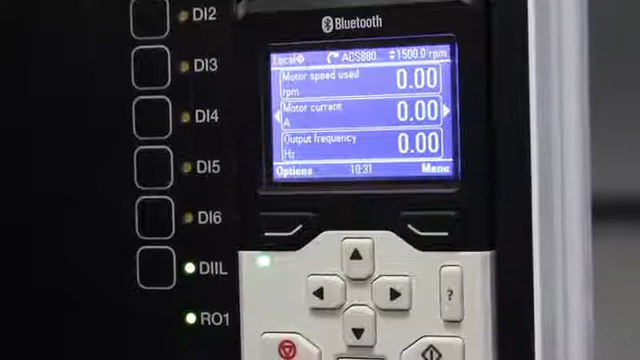 DI2
DI3
DI4
DI5
DI6
DIIL
RO1
Bluetooth
Local ACS880... 1500.0 rpm
Motor speed used
rpm
0.00
Motor current
A
0.00
Output frequency
Hz
0.00
Options 10:31 Menu
?